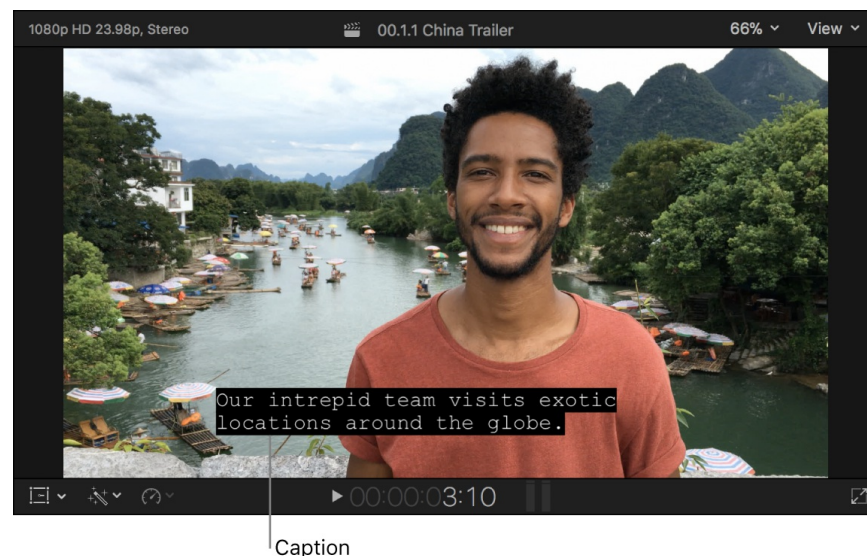 1080p HD 23.98p, Stereo 00.1.1 China Trailer 66% View
Our intrepid team visits exotic
locations around the globe.
00:00:03:10
Caption